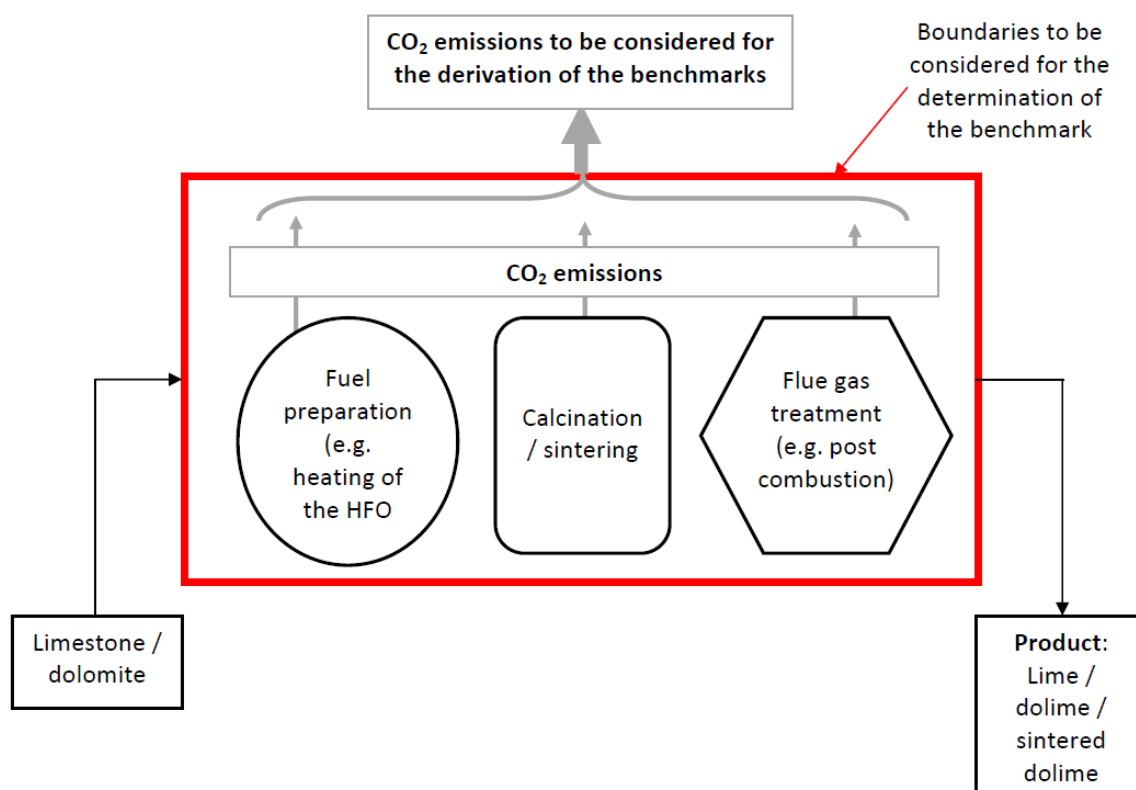 CO₂ emissions to be considered for
the derivation of the benchmarks
Boundaries to be
considered for the
determination of
the benchmark
CO₂ emissions
Fuel
preparation
(e.g.
heating of
the HFO
Calcination
/ sintering
Flue gas
treatment
(e.g. post
combustion)
Limestone /
dolomite
Product:
Lime /
dolime /
sintered
dolime